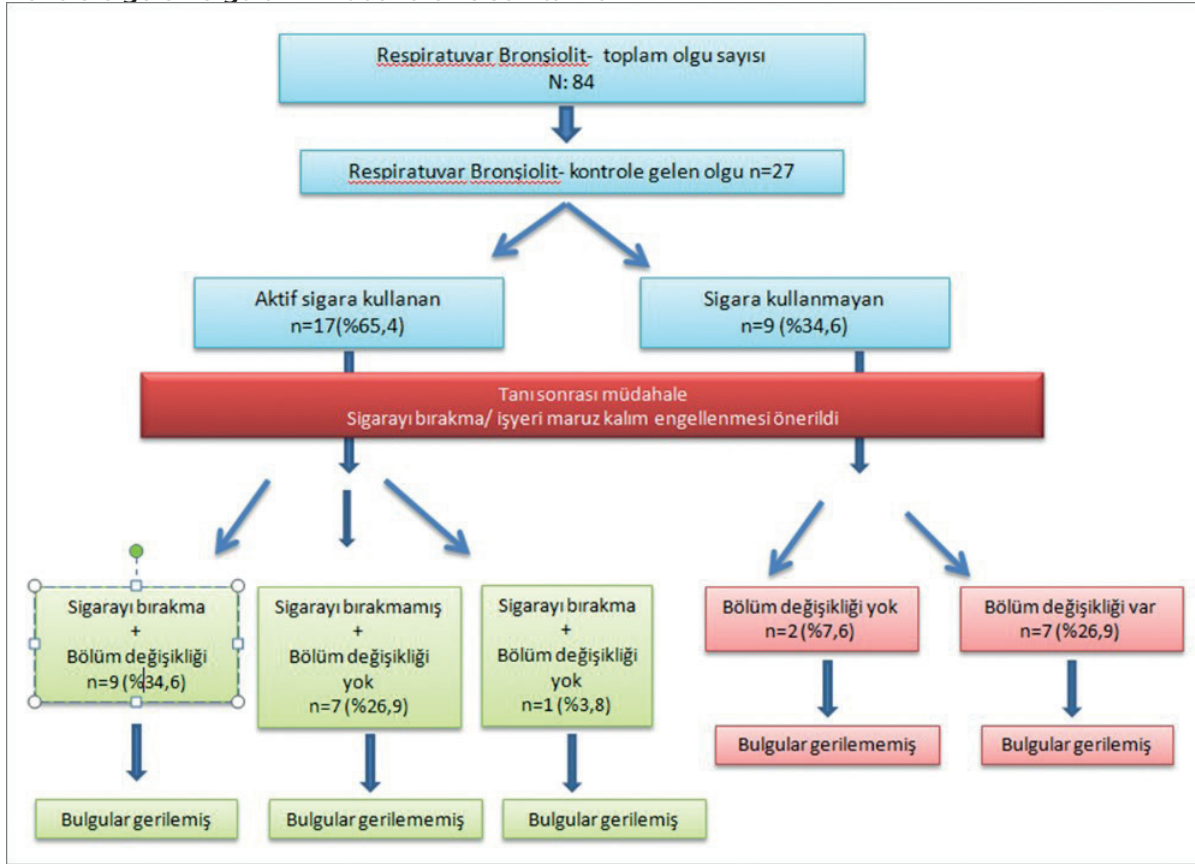 Respiratuvar Bronşiolit- toplam olgu sayısı
N: 84
Respiratuvar Bronşiolit- kontrole gelen olgu n=27
Aktif sigara kullanan
n=17(%65,4)
Sigara kullanmayan
n=9 (%34,6)
Tanı sonrası müdahale
Sigarayı bırakma/ işyeri maruz kalım engellenmesi önerildi
Sigarayı bırakma
+
Bölüm değişikliği
n=9 (%34,6)
Sigarayı bırakmamış
+
Bölüm değişikliği
yok
n=7 (%26,9)
Sigarayı bırakma
+
Bölüm değişikliği
yok
n=1 (%3,8)
Bölüm değişikliği yok
n=2 (%7,6)
Bölüm değişikliği var
n=7 (%26,9)
Bulgular gerilememiş
Bulgular gerilemiş
Bulgular gerilemiş
Bulgular gerilememiş
Bulgular gerilemiş